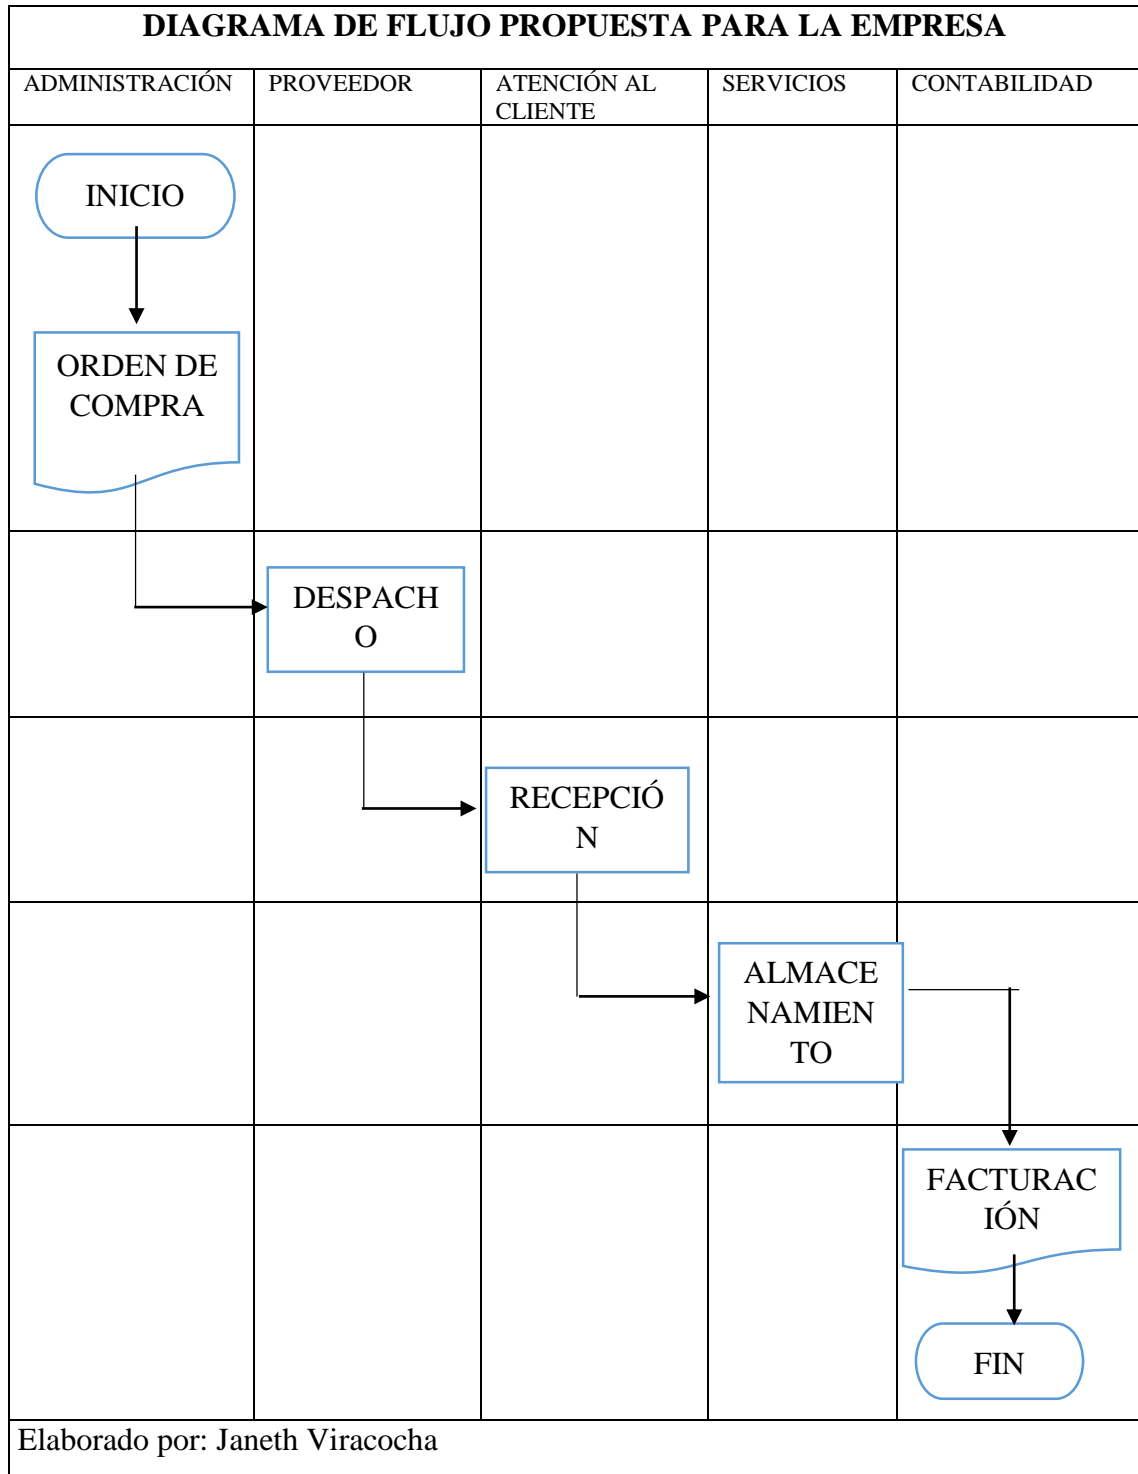 DIAGRAMA DE FLUJO PROPUESTA PARA LA EMPRESA
ADMINISTRACIÓN
PROVEEDOR
ATENCIÓN AL
CLIENTE
SERVICIOS
CONTABILIDAD
INICIO
ORDEN DE
COMPRA
DESPACH
O
RECEPCIÓ
N
ALMACE
NAMIEN
TO
FACTURAC
IÓN
FIN
Elaborado por: Janeth Viracocha